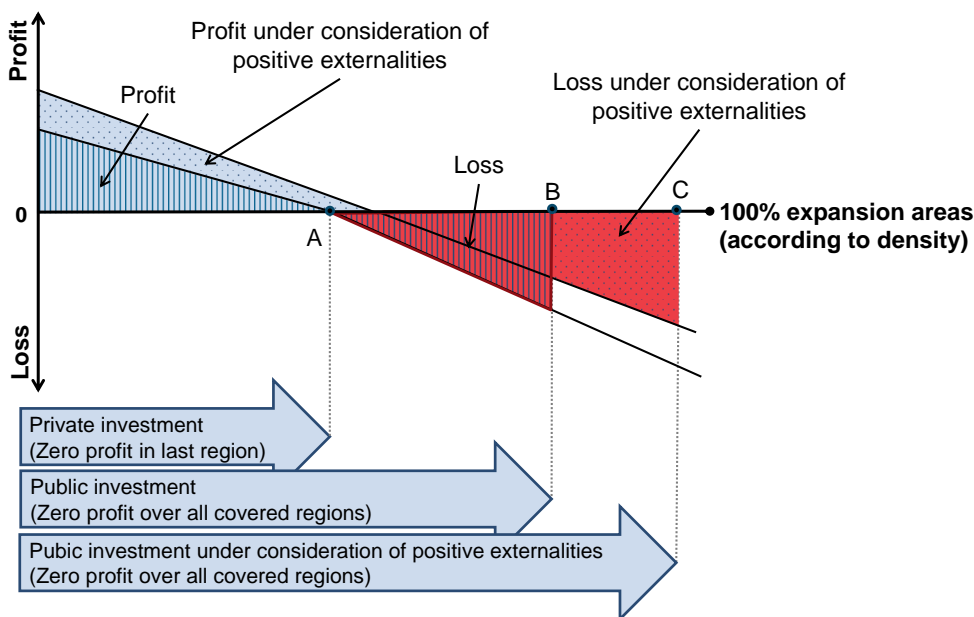 Profit
Profit under consideration of
positive externalities
Profit
Loss under consideration of
positive externalities
Loss
B
C
0
A
100% expansion areas
(according to density)
Loss
Private investment
(Zero profit in last region)
Public investment
(Zero profit over all covered regions)
Pubic investment under consideration of positive externalities
(Zero profit over all covered regions)